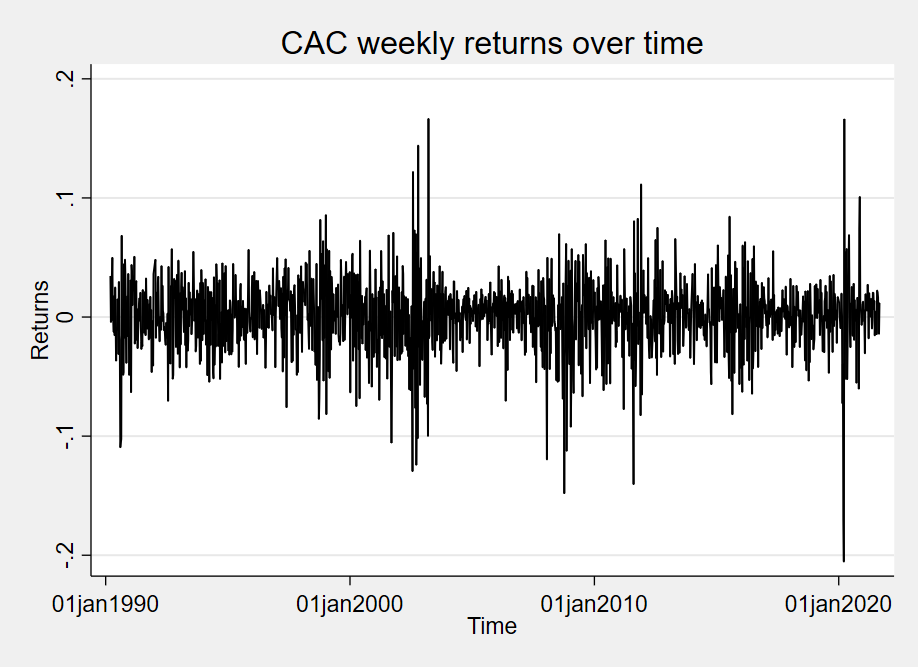 CAC weekly returns over time
.2
.1
0
-.1
-.2
Returns
01jan1990
01jan2000
01jan2010
01jan2020
Time